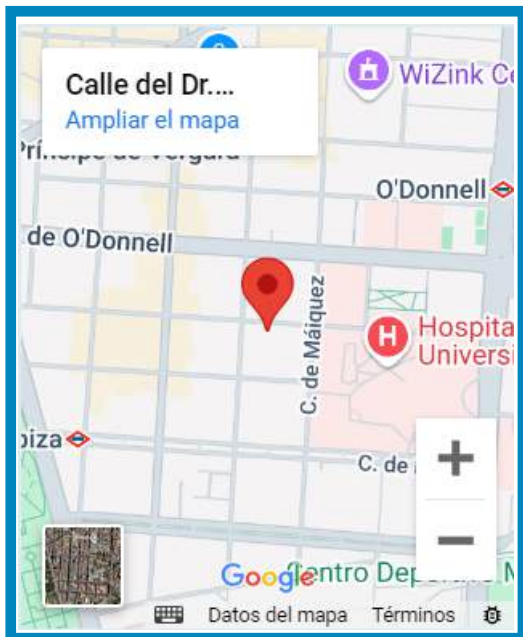 Calle del Dr....
Ampliar el mapa
WiZink Ce
Príncipe de Vergara
O'Donnell
de O'Donnell
C. de Máiquez
H
Hospita
Universi
biza
C. de
+
−
Google
Centro Deportivo M
Datos del mapa
Términos